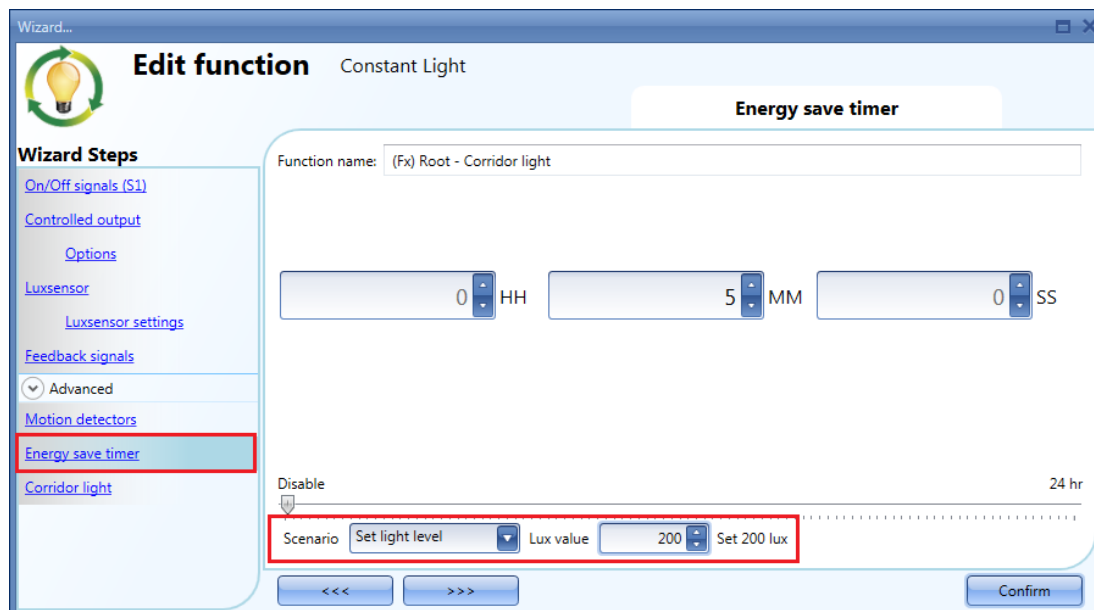 Wizard...
Edit function Constant Light
Energy save timer
Wizard Steps
Function name: (Fx) Root - Corridor light
On/Off signals (S1)
Controlled output
Options
Luxsensor
Luxsensor settings
Feedback signals
Advanced
Motion detectors
Energy save timer
Corridor light
0 HH 5 MM 0 SS
Disable 24 hr
Scenario Set light level Lux value 200 Set 200 lux
<<< >>> Confirm